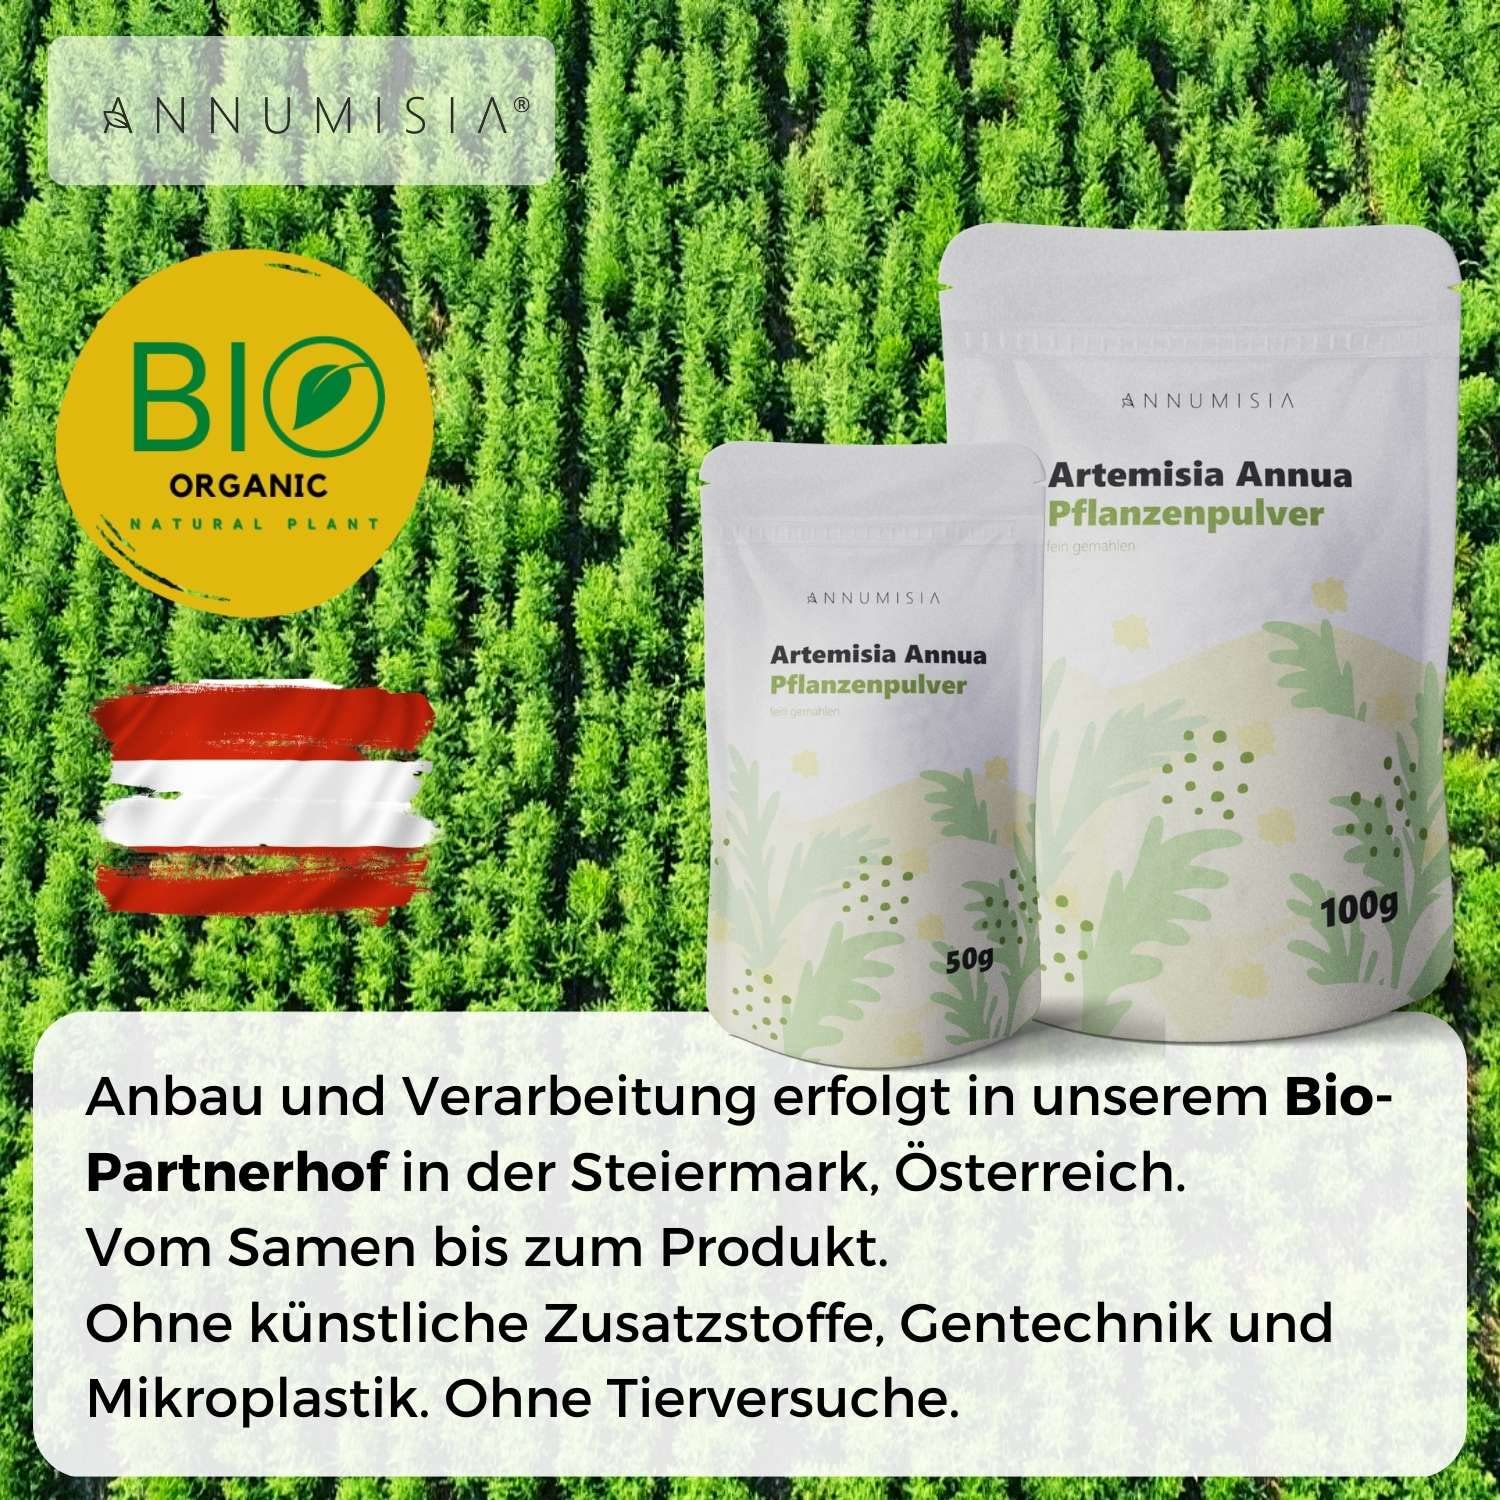 ANNUMISIA®
BIO
ORGANIC
NATURAL PLANT
ANNUMISIA
Artemisia Annua
Pflanzenpulver
fein gemahlen
100g
ANNUMISIA
Artemisia Annua
Pflanzenpulver
fein gemahlen
50g
Anbau und Verarbeitung erfolgt in unserem Bio-
Partnerhof in der Steiermark, Österreich.
Vom Samen bis zum Produkt.
Ohne künstliche Zusatzstoffe, Gentechnik und
Mikroplastik. Ohne Tierversuche.